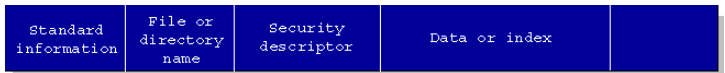 Standard
information
File or
directory
name
Security
descriptor
Data or index